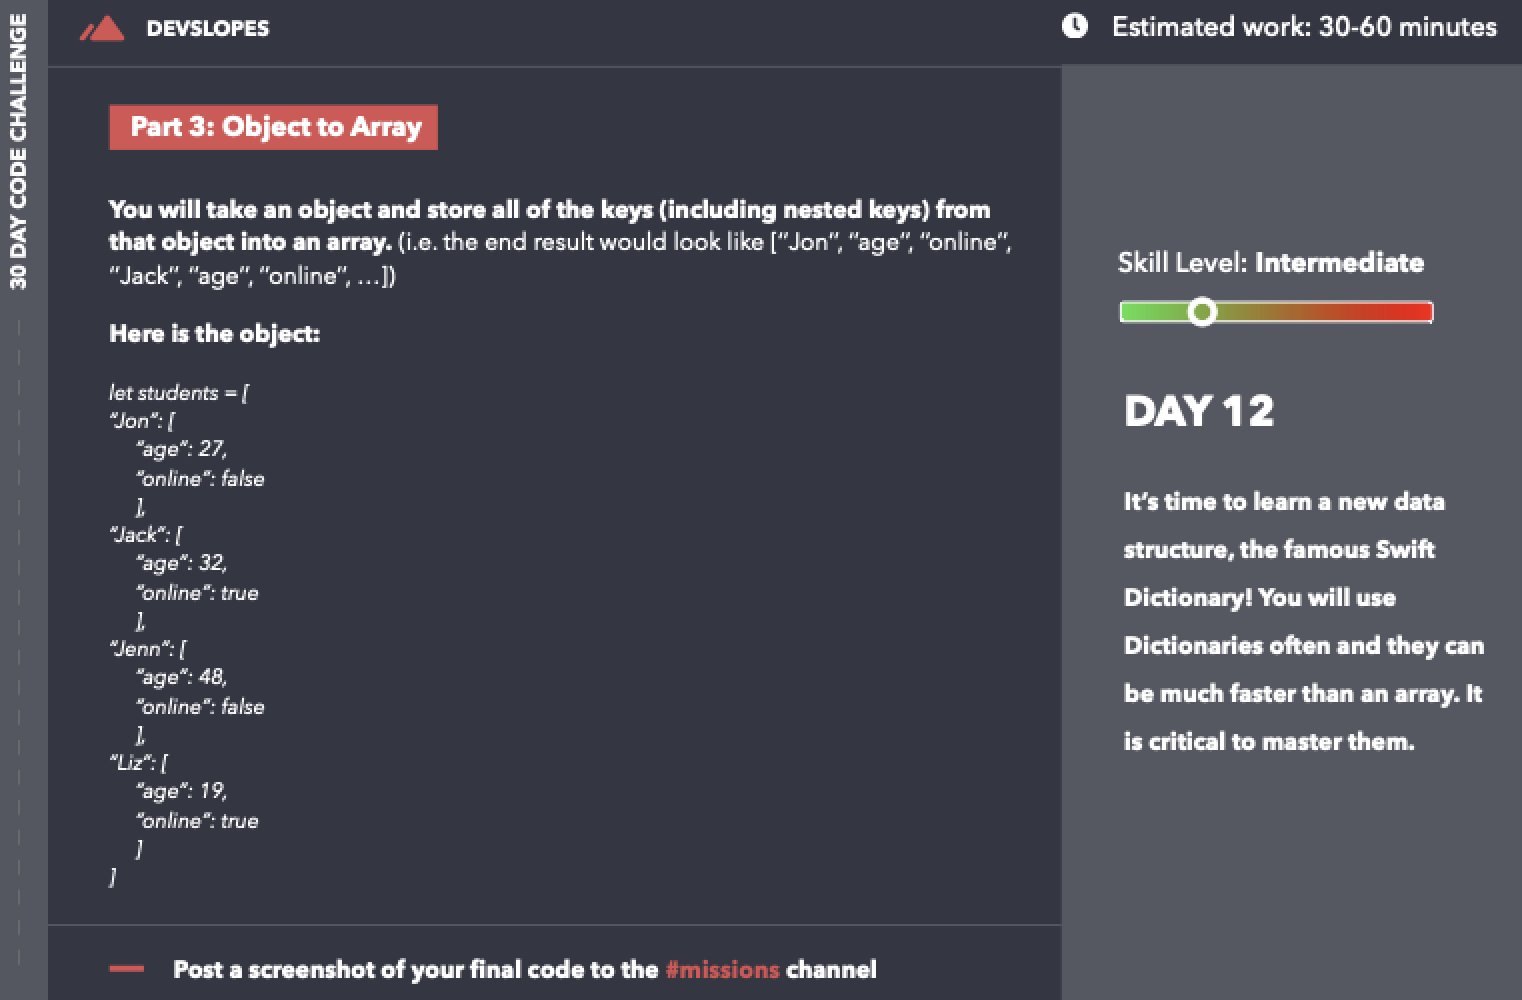 30 DAY CODE CHALLENGE
DEVSLOPES
Estimated work: 30-60 minutes
Part 3: Object to Array
You will take an object and store all of the keys (including nested keys) from
that object into an array. (i.e. the end result would look like [“Jon”, “age”, “online”,
“Jack”, “age”, “online”, …])
Here is the object:
let students = [
“Jon”: [
“age”: 27,
“online”: false
],
“Jack”: [
“age”: 32,
“online”: true
],
“Jenn”: [
“age”: 48,
“online”: false
],
“Liz”: [
“age”: 19,
“online”: true
]
]
Post a screenshot of your final code to the #missions channel
Skill Level: Intermediate
DAY 12
It’s time to learn a new data
structure, the famous Swift
Dictionary! You will use
Dictionaries often and they can
be much faster than an array. It
is critical to master them.